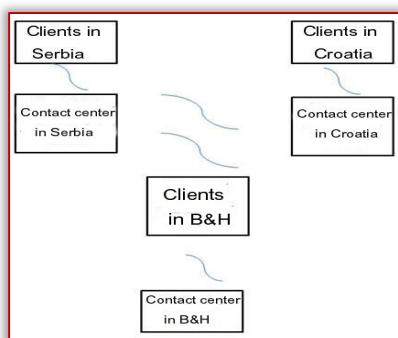 Clients in
Serbia
Clients in
Croatia
Contact center
in Serbia
Contact center
in Croatia
Clients
in B&H
Contact center
in B&H